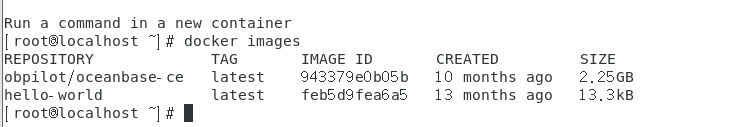 Run a command in a new container
[root@localhost ~]# docker images
REPOSITORY TAG IMAGE ID CREATED SIZE
obpilot/oceanbase-ce latest 943379e0b05b 10 months ago 2.25GB
hello-world latest feb5d9fea6a5 13 months ago 13.3kB
[root@localhost ~]#